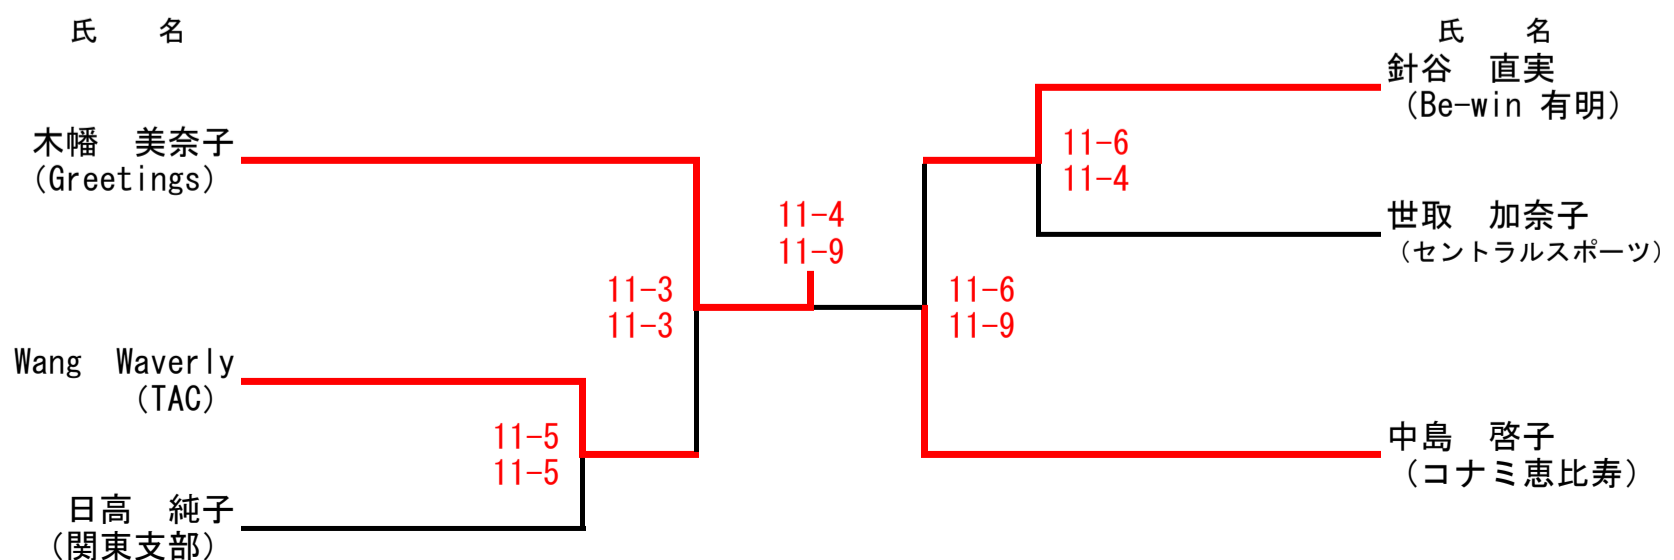 氏　名
木幡　美奈子
(Greetings)
Wang　Waverly
(TAC)
日高　純子
(関東支部)
11-3
11-3
11-5
11-5
11-4
11-9
11-6
11-4
11-6
11-9
氏　名
針谷　直実
(Be-win 有明)
世取　加奈子
(セントラルスポーツ)
中島　啓子
(コナミ恵比寿)